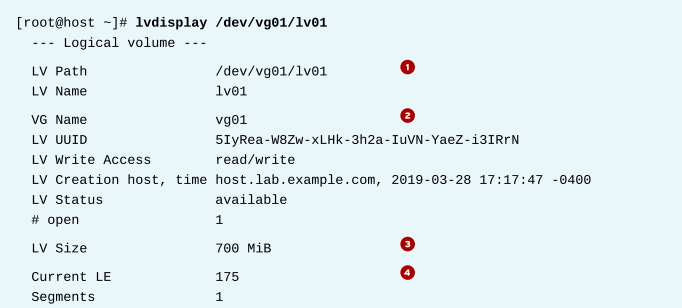 [root@host ~]# lvdisplay /dev/vg01/lv01
--- Logical volume ---
LV Path /dev/vg01/lv01 1
LV Name lv01
VG Name vg01 2
LV UUID 5IyRea-W8Zw-xLHk-3h2a-IuVN-YaeZ-i3IRrN
LV Write Access read/write
LV Creation host, time host.lab.example.com, 2019-03-28 17:17:47 -0400
LV Status available
# open 1
LV Size 700 MiB 3
Current LE 175 4
Segments 1